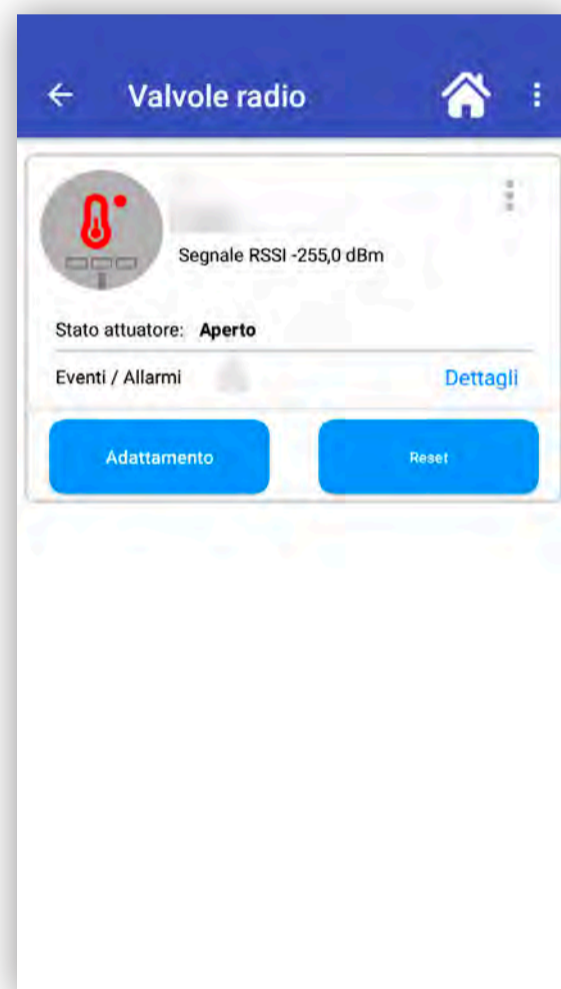 Valvole radio
Segnale RSSI -255,0 dBm
Stato attuatore: Aperto
Eventi / Allarmi Dettagli
Adattamento Reset